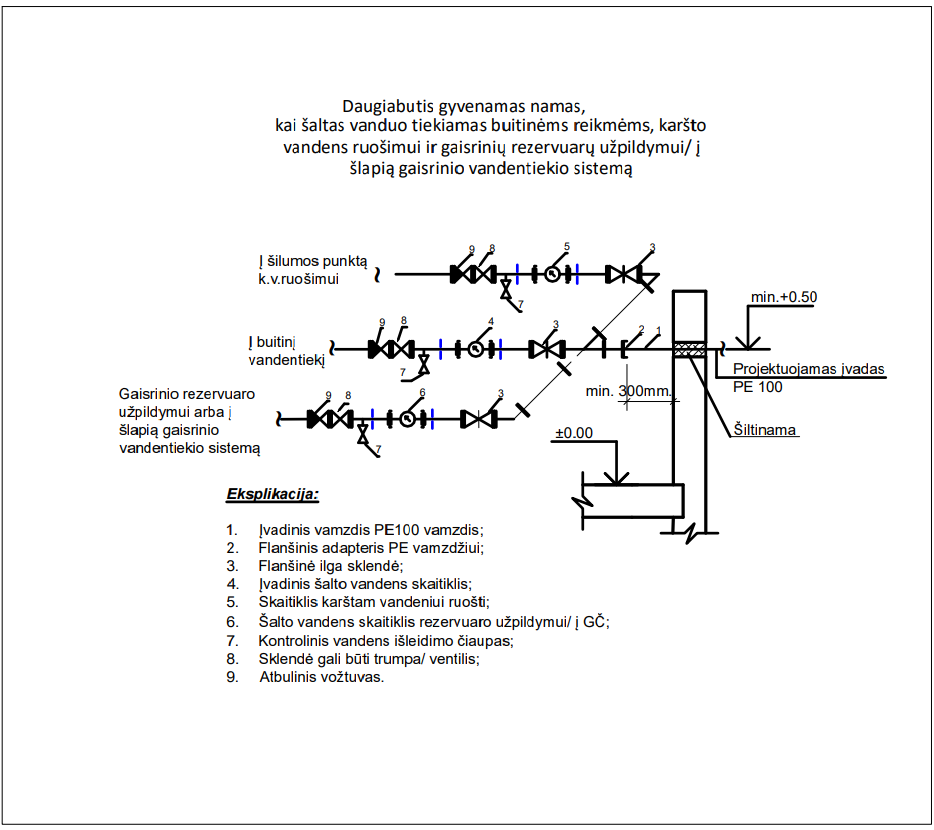 Daugiabutis gyvenamas namas,
kai šaltas vanduo tiekiamas buitinėms reikmėms, karšto
vandens ruošimui ir gaisrinių rezervuarų užpildymui/ į
šlapią gaisrinio vandentiekio sistemą
9 8 5 3
Į šilumos punktą
k.v.ruošimui
7
min.+0.50
9 8 4 3 2 1
Į buitinį
vandentiekį
7
Projektuojamas įvadas
PE 100
min. 300mm.
Gaisrinio rezervuaro
užpildymui arba į
šlapią gaisrinio
vandentiekio sistemą
9 8 6 3
7
Šiltinama
±0.00
Eksplikacija:
1. Įvadinis vamzdis PE100 vamzdis;
2. Flanšinis adapteris PE vamzdžiui;
3. Flanšinė ilga sklendė;
4. Įvadinis šalto vandens skaitiklis;
5. Skaitiklis karštam vandeniui ruošti;
6. Šalto vandens skaitiklis rezervuaro užpildymui/ į GČ;
7. Kontrolinis vandens išleidimo čiaupas;
8. Sklendė gali būti trumpa/ ventilis;
9. Atbulinis vožtuvas.